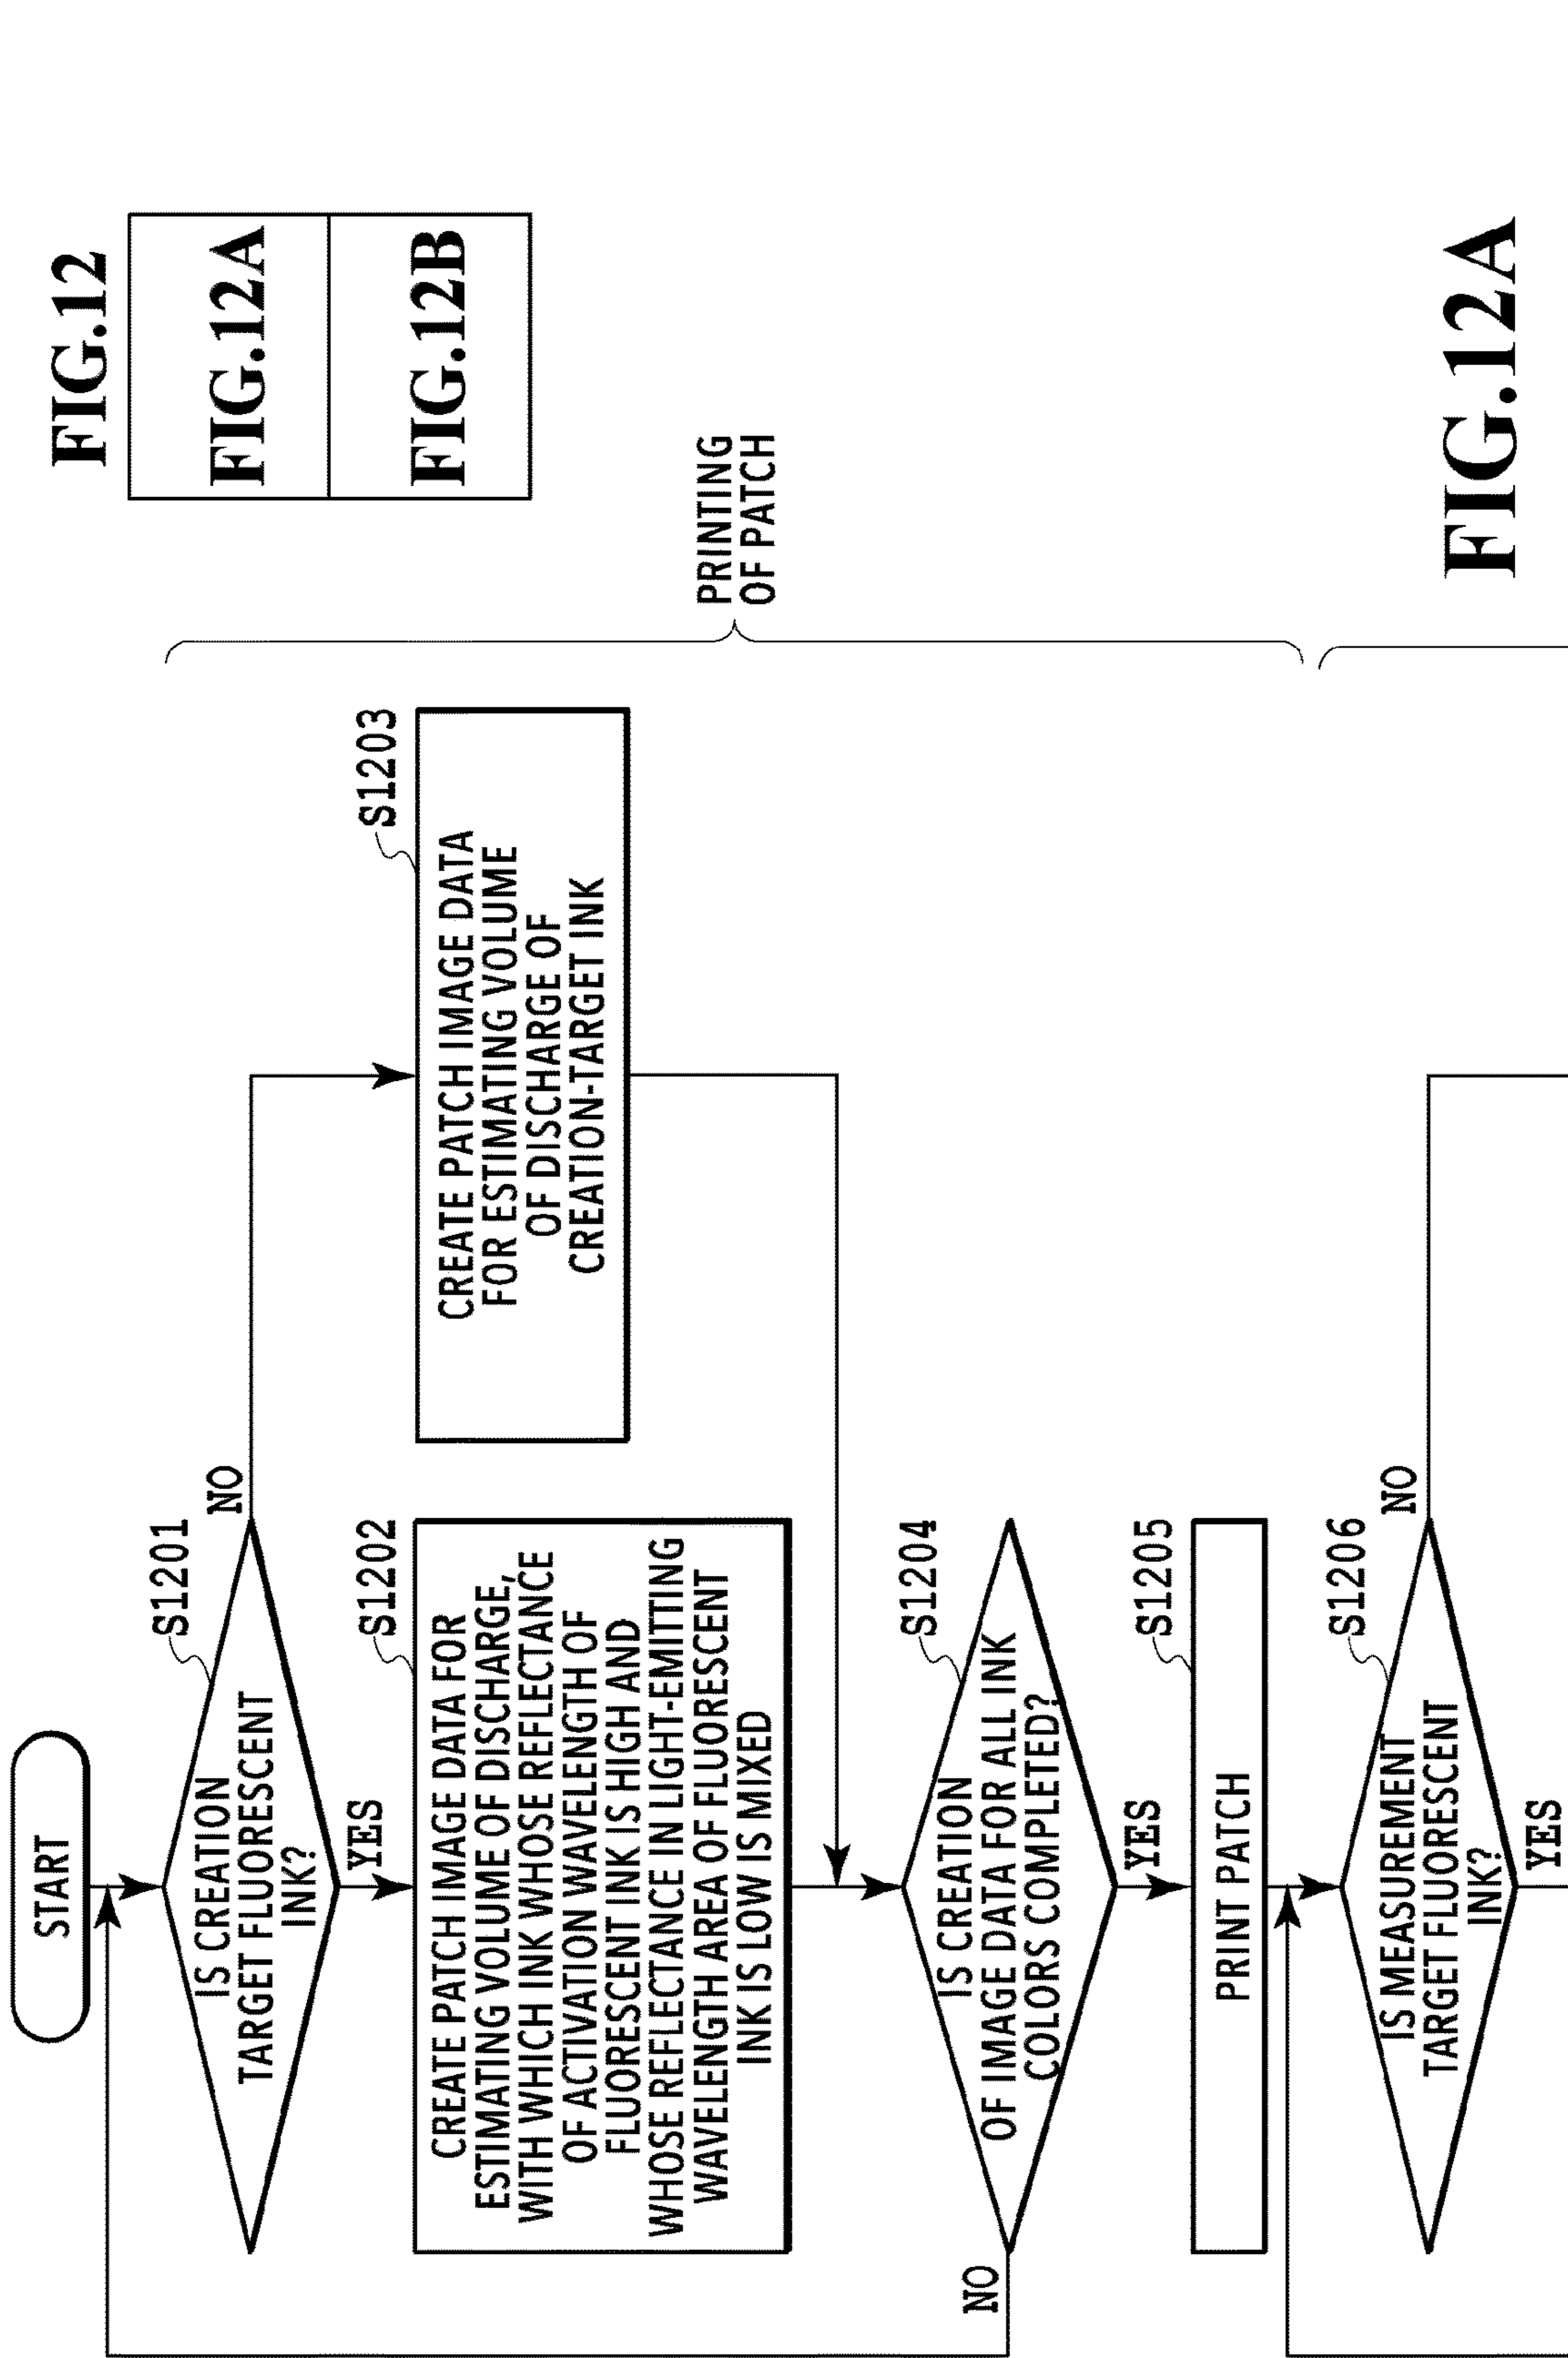 FIG.12
FIG.12A
FIG.12B
START
S1201
IS CREATION
TARGET FLUORESCENT
INK?
NO
YES
S1202
CREATE PATCH IMAGE DATA FOR
ESTIMATING VOLUME OF DISCHARGE,
WITH WHICH INK WHOSE REFLECTANCE
OF ACTIVATION WAVELENGTH OF
FLUORESCENT INK IS HIGH AND
WHOSE REFLECTANCE IN LIGHT-EMITTING
WAVELENGTH AREA OF FLUORESCENT
INK IS LOW IS MIXED
S1203
CREATE PATCH IMAGE DATA
FOR ESTIMATING VOLUME
OF DISCHARGE OF
CREATION-TARGET INK
PRINTING
OF PATCH
S1204
IS CREATION
OF IMAGE DATA FOR ALL INK
COLORS COMPLETED?
NO
YES
S1205
PRINT PATCH
S1206
IS MEASUREMENT
TARGET FLUORESCENT
INK?
NO
YES
FIG.12A